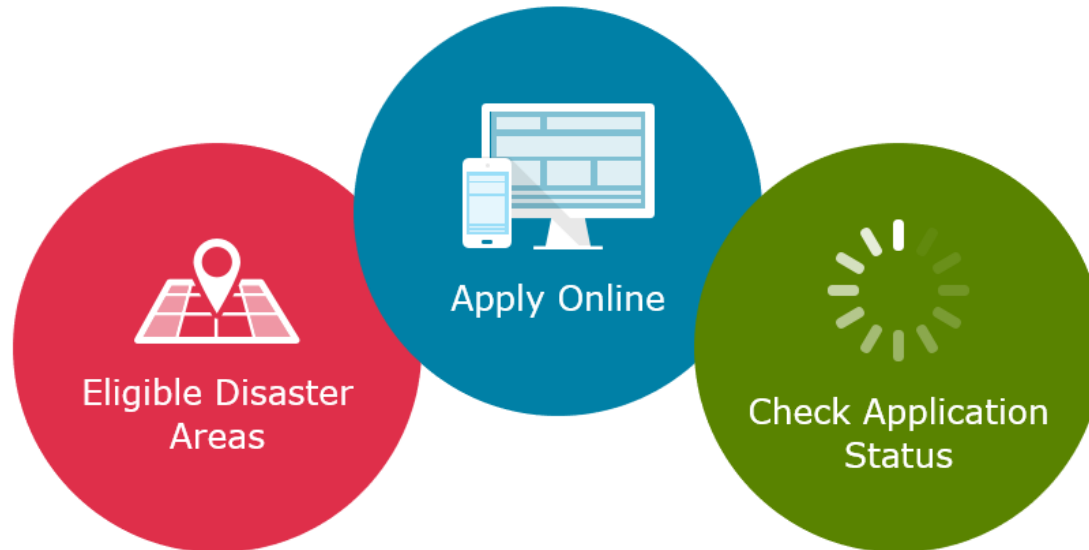 Eligible Disaster
Areas
Apply Online
Check Application
Status